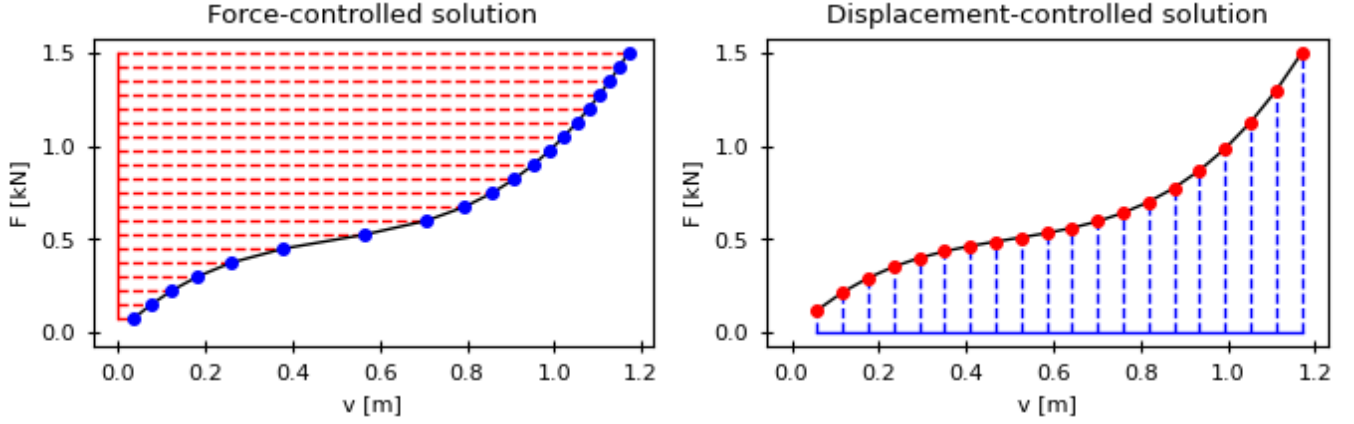 Force-controlled solution
1.5
1.0
0.5
0.0
F [kN]
0.0 0.2 0.4 0.6 0.8 1.0 1.2
v [m]
Displacement-controlled solution
1.5
1.0
0.5
0.0
F [kN]
0.0 0.2 0.4 0.6 0.8 1.0 1.2
v [m]